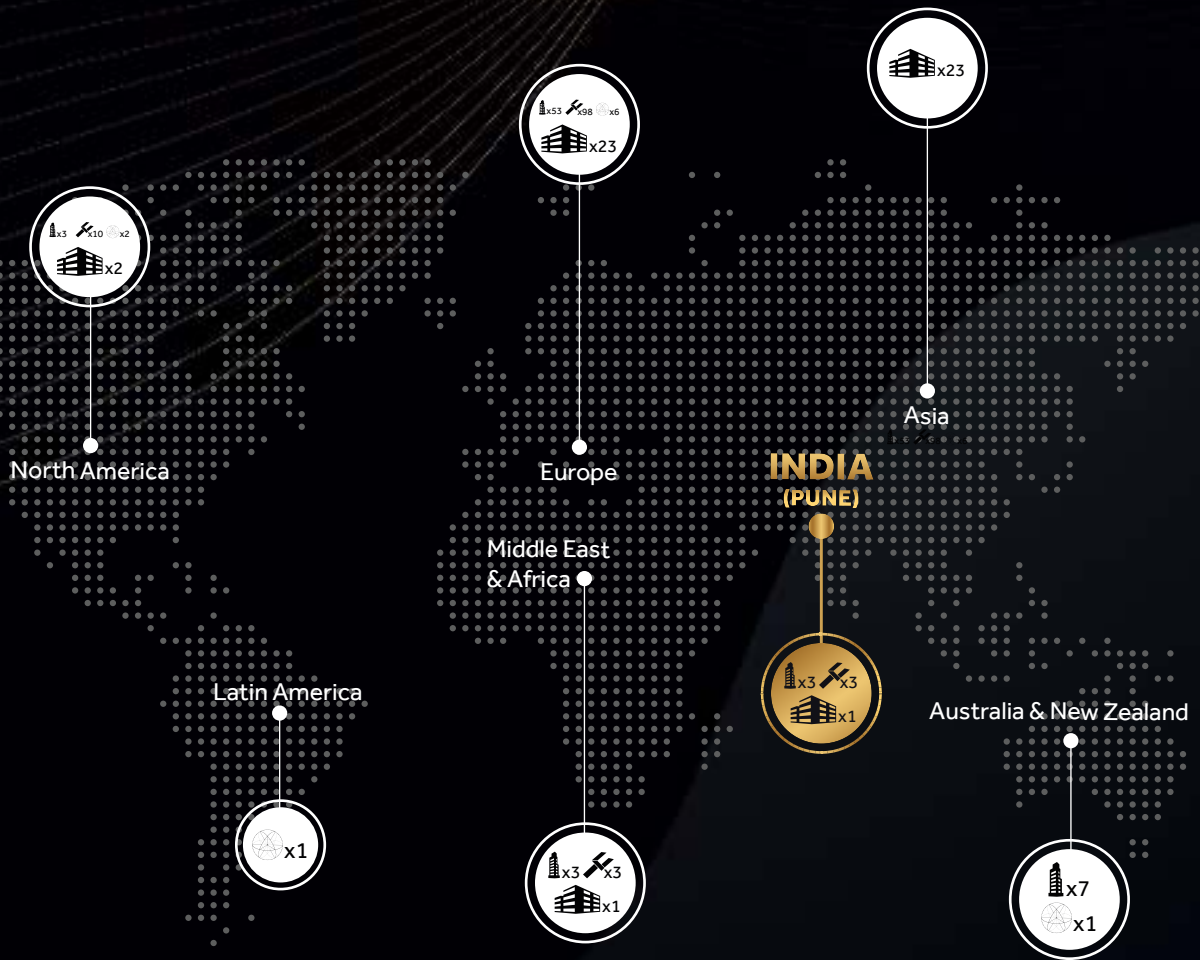 x23
x53 x98 x6
x23
x3 x10 x2
x2
Asia
North America
Europe
INDIA
(PUNE)
Middle East
& Africa
x3 x3
x1
Latin America
Australia & New Zealand
x1
x3 x3
x1
x7
x1